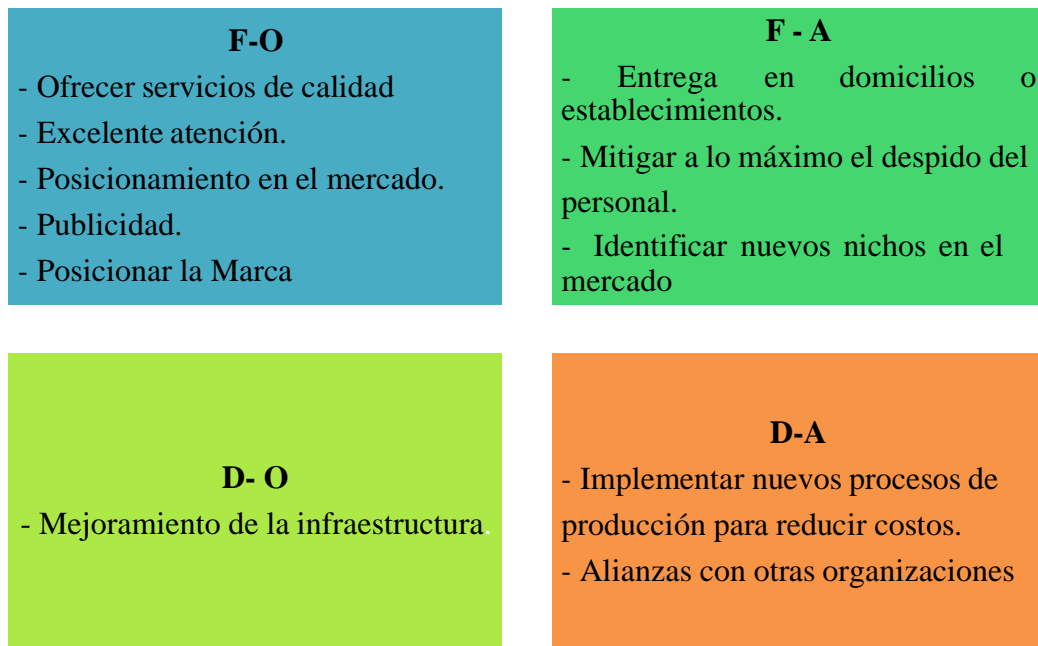 F-O
- Ofrecer servicios de calidad
- Excelente atención.
- Posicionamiento en el mercado.
- Publicidad.
- Posicionar la Marca
F - A
- Entrega en domicilios o
establecimientos.
- Mitigar a lo máximo el despido del
personal.
- Identificar nuevos nichos en el
mercado
D- O
- Mejoramiento de la infraestructura.
D-A
- Implementar nuevos procesos de
producción para reducir costos.
- Alianzas con otras organizaciones